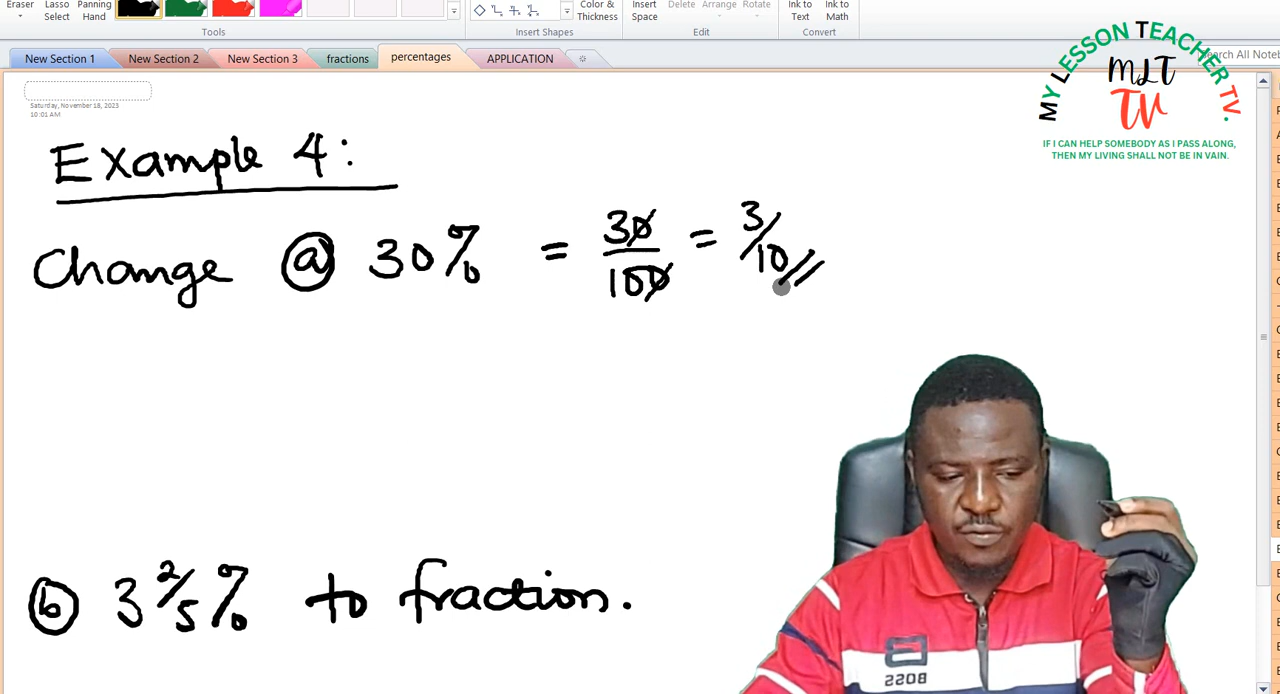 Eraser
Lasso Select
Panning Hand
Color & Thickness
Insert Space
Delete
Arrange
Rotate
Ink to Text
Ink to Math
Tools
Insert Shapes
Edit
Convert
New Section 1
New Section 2
New Section 3
fractions
percentages
APPLICATION
Search All Noteb
MY LESSON TEACHER TV.
MLT
TV
IF I CAN HELP SOMEBODY AS I PASS ALONG,
THEN MY LIVING SHALL NOT BE IN VAIN.
Saturday, November 18, 2023
10:01 AM
Example 4:
Change (a) 30% = 30/100 = 3/10//
(b) 3 2/5 % to fraction.
2208